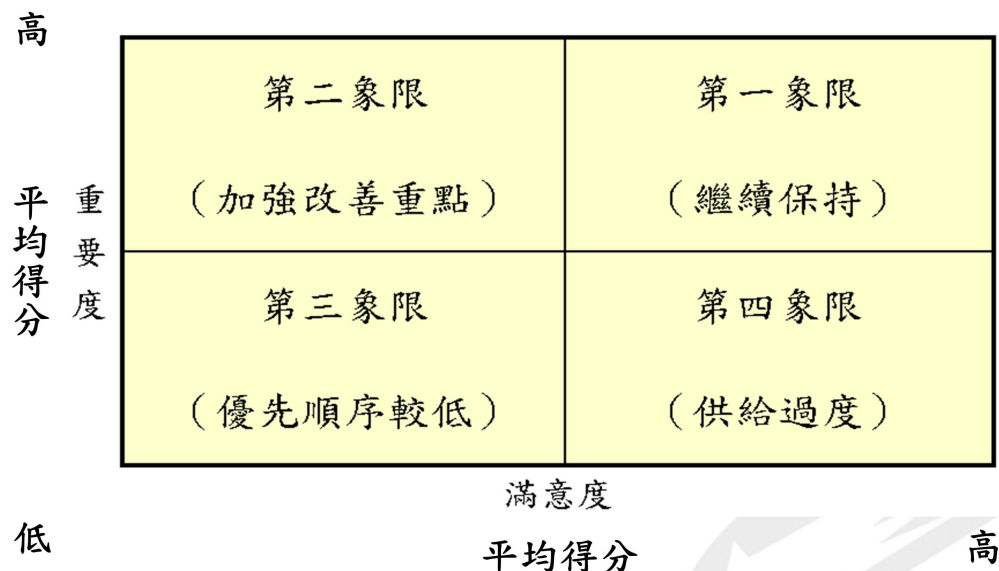 高
第二象限
第一象限
(加強改善重點)
(繼續保持)
平均得分
重要度
第三象限
第四象限
(優先順序較低)
(供給過度)
滿意度
低
平均得分
高